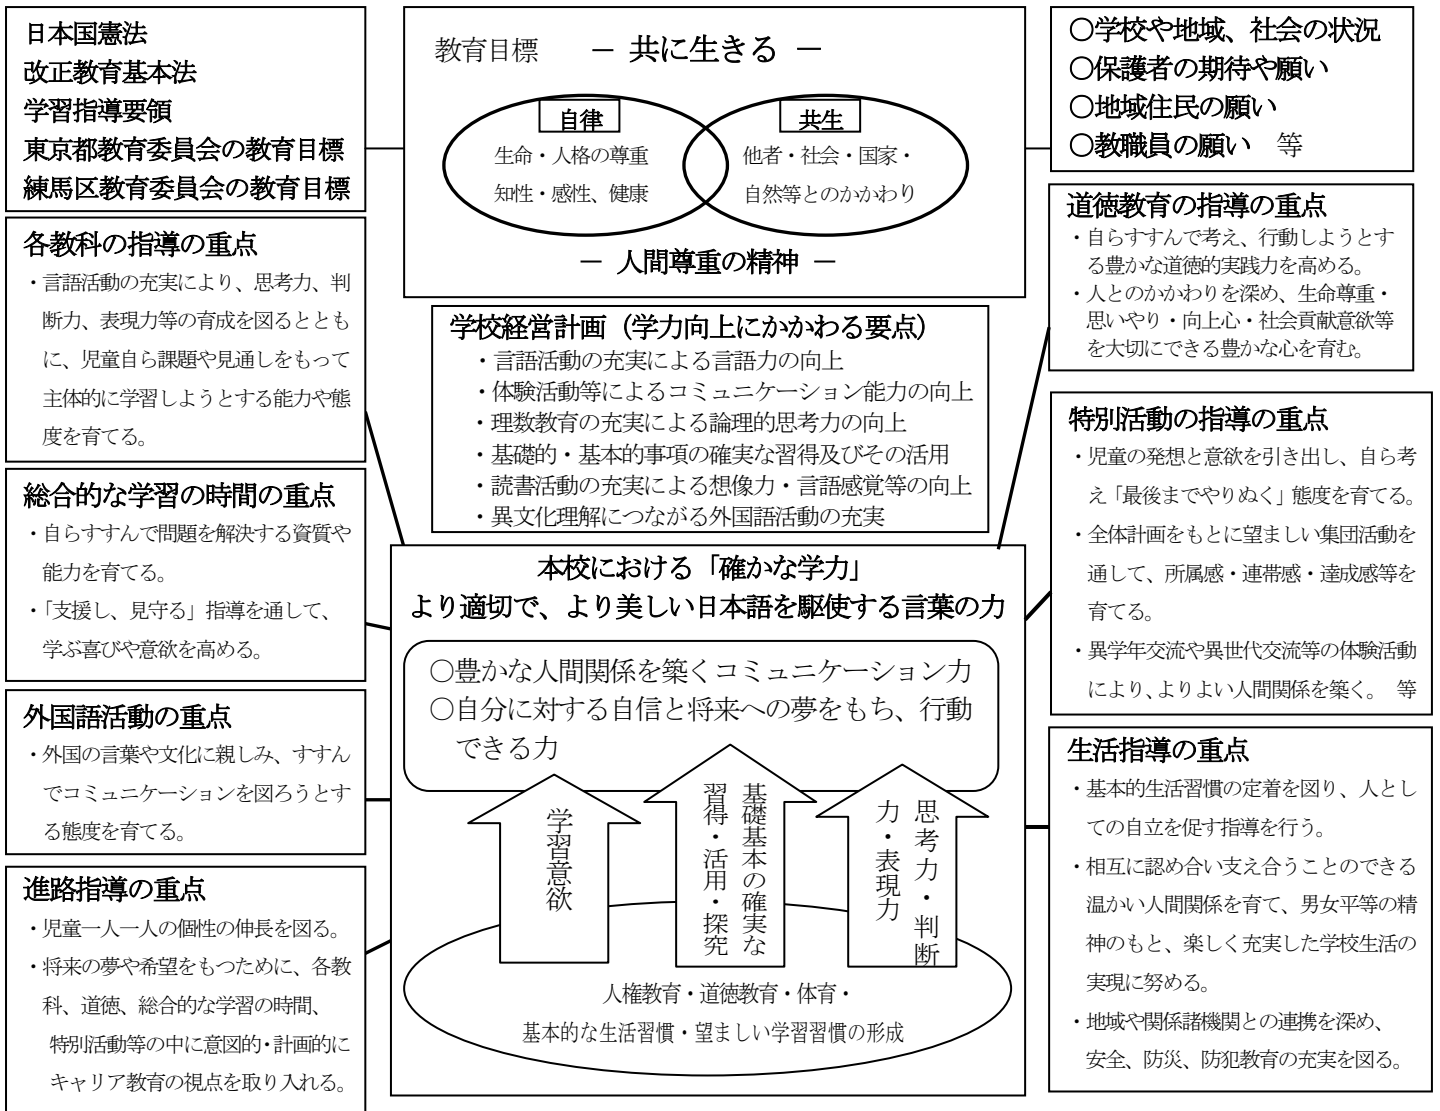 日本国憲法
改正教育基本法
学習指導要領
東京都教育委員会の教育目標
練馬区教育委員会の教育目標
教育目標　― 共に生きる ―
自律
生命・人格の尊重
知性・感性、健康
共生
他者・社会・国家・
自然等とのかかわり
― 人間尊重の精神 ―
○学校や地域、社会の状況
○保護者の期待や願い
○地域住民の願い
○教職員の願い　等
各教科の指導の重点
・言語活動の充実により、思考力、判
断力、表現力等の育成を図るととも
に、児童自ら課題や見通しをもって
主体的に学習しようとする能力や態
度を育てる。
学校経営計画（学力向上にかかわる要点）
・言語活動の充実による言語力の向上
・体験活動等によるコミュニケーション能力の向上
・理数教育の充実による論理的思考力の向上
・基礎的・基本的事項の確実な習得及びその活用
・読書活動の充実による想像力・言語感覚等の向上
・異文化理解につながる外国語活動の充実
道徳教育の指導の重点
・自らすすんで考え、行動しようとす
る豊かな道徳的実践力を高める。
・人とのかかわりを深め、生命尊重・
思いやり・向上心・社会貢献意欲等
を大切にできる豊かな心を育む。
総合的な学習の時間の重点
・自らすすんで問題を解決する資質や
能力を育てる。
・「支援し、見守る」指導を通して、
学ぶ喜びや意欲を高める。
外国語活動の重点
・外国の言葉や文化に親しみ、すすん
でコミュニケーションを図ろうとす
る態度を育てる。
進路指導の重点
・児童一人一人の個性の伸長を図る。
・将来の夢や希望をもつために、各教
科、道徳、総合的な学習の時間、
特別活動等の中に意図的・計画的に
キャリア教育の視点を取り入れる。
本校における「確かな学力」
より適切で、より美しい日本語を駆使する言葉の力
○豊かな人間関係を築くコミュニケーション力
○自分に対する自信と将来への夢をもち、行動
できる力
学習意欲
基礎基本の確実な
習得・活用・探究
思考力・判断
力・表現力
人権教育・道徳教育・体育・
基本的な生活習慣・望ましい学習習慣の形成
特別活動の指導の重点
・児童の発想と意欲を引き出し、自ら考
え「最後までやりぬく」態度を育てる。
・全体計画をもとに望ましい集団活動を
通して、所属感・連帯感・達成感等を
育てる。
・異学年交流や異世代交流等の体験活動
により、よりよい人間関係を築く。　等
生活指導の重点
・基本的生活習慣の定着を図り、人とし
ての自立を促す指導を行う。
・相互に認め合い支え合うことのできる
温かい人間関係を育て、男女平等の精
神のもと、楽しく充実した学校生活の
実現に努める。
・地域や関係諸機関との連携を深め、
安全、防災、防犯教育の充実を図る。